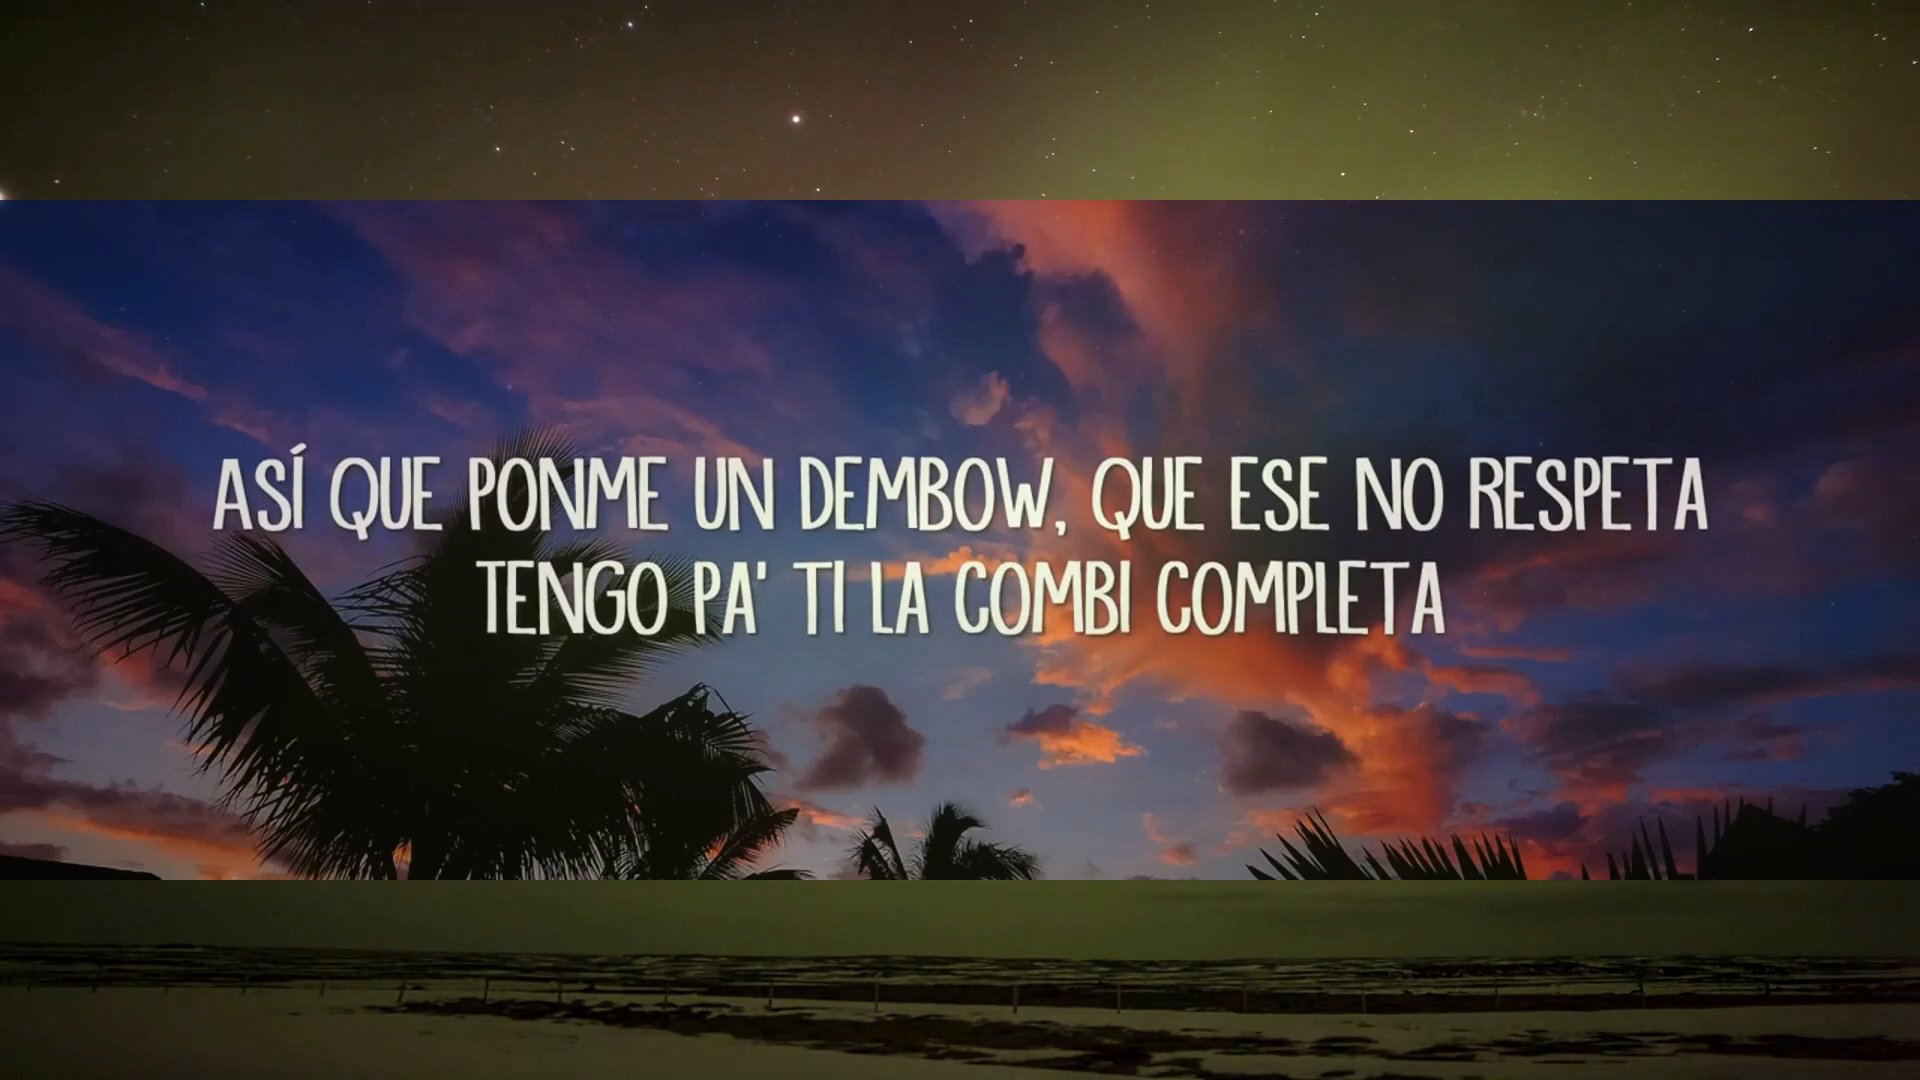 ASÍ QUE PONME UN DEMBOW, QUE ESE NO RESPETA
TENGO PA' TI LA COMBI COMPLETA